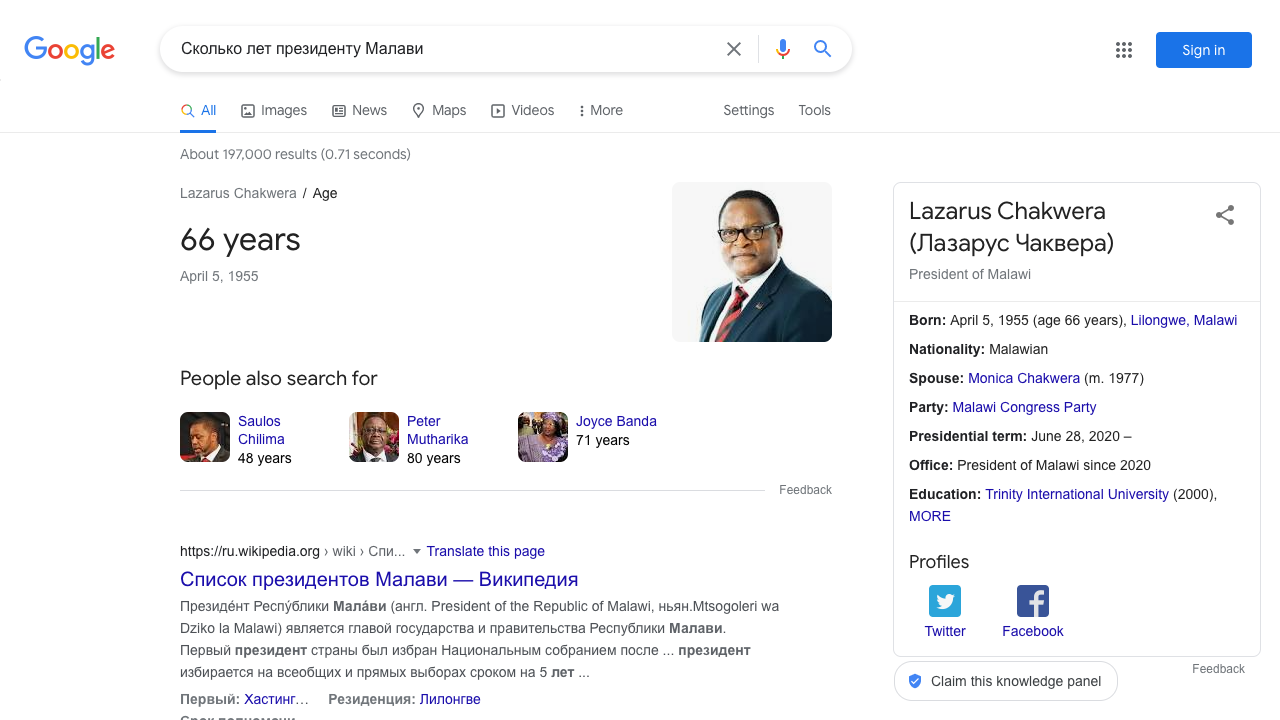 Google
Сколько лет президенту Малави
Sign in
All
Images
News
Maps
Videos
More
Settings
Tools
About 197,000 results (0.71 seconds)
Lazarus Chakwera / Age
66 years
April 5, 1955
People also search for
Saulos
Chilima
48 years
Peter
Mutharika
80 years
Joyce Banda
71 years
Feedback
https://ru.wikipedia.org › wiki › Спи... Translate this page
Список президентов Малави — Википедия
Президе́нт Респу́блики Мала́ви (англ. President of the Republic of Malawi, ньян.Mtsogoleri wa
Dziko la Malawi) является главой государства и правительства Республики Малави.
Первый президент страны был избран Национальным собранием после ... президент
избирается на всеобщих и прямых выборах сроком на 5 лет ...
Первый: Хастинг… Резиденция: Лилонгве
Lazarus Chakwera
(Лазарус Чаквера)
President of Malawi
Born: April 5, 1955 (age 66 years), Lilongwe, Malawi
Nationality: Malawian
Spouse: Monica Chakwera (m. 1977)
Party: Malawi Congress Party
Presidential term: June 28, 2020 –
Office: President of Malawi since 2020
Education: Trinity International University (2000),
MORE
Profiles
Twitter
Facebook
Claim this knowledge panel
Feedback